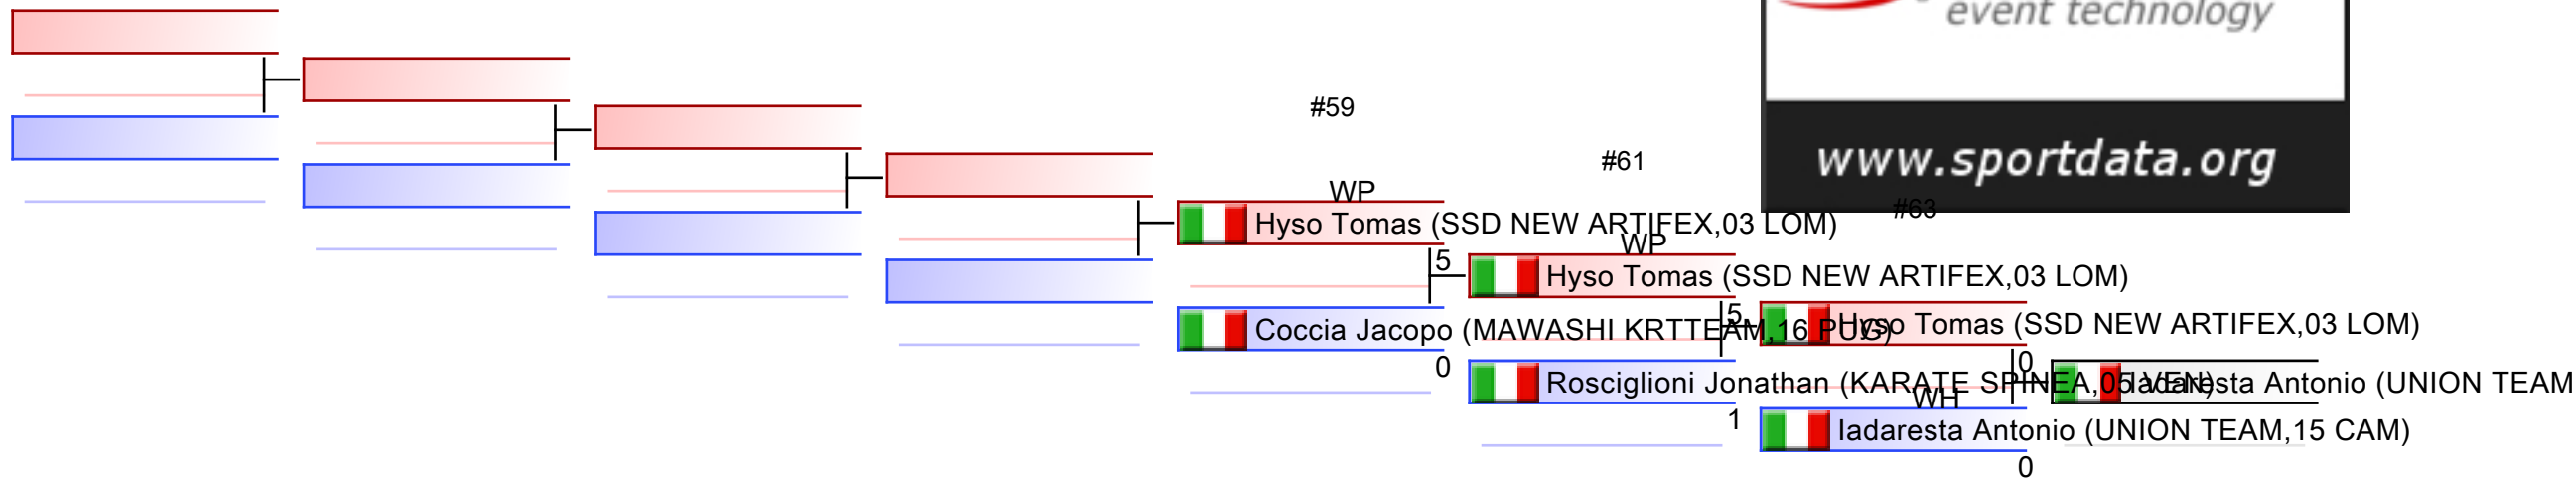 event technology
www.sportdata.org
#59
#61
#63
WP
Hyso Tomas (SSD NEW ARTIFEX,03 LOM)
WP
5
Hyso Tomas (SSD NEW ARTIFEX,03 LOM)
5
Hyso Tomas (SSD NEW ARTIFEX,03 LOM)
Coccia Jacopo (MAWASHI KRTTEAM,16 PUG)
0
0
Rosciglioni Jonathan (KARATE SPINEA,05 VEN)
Iadaresta Antonio (UNION TEAM
WH
1
Iadaresta Antonio (UNION TEAM,15 CAM)
0